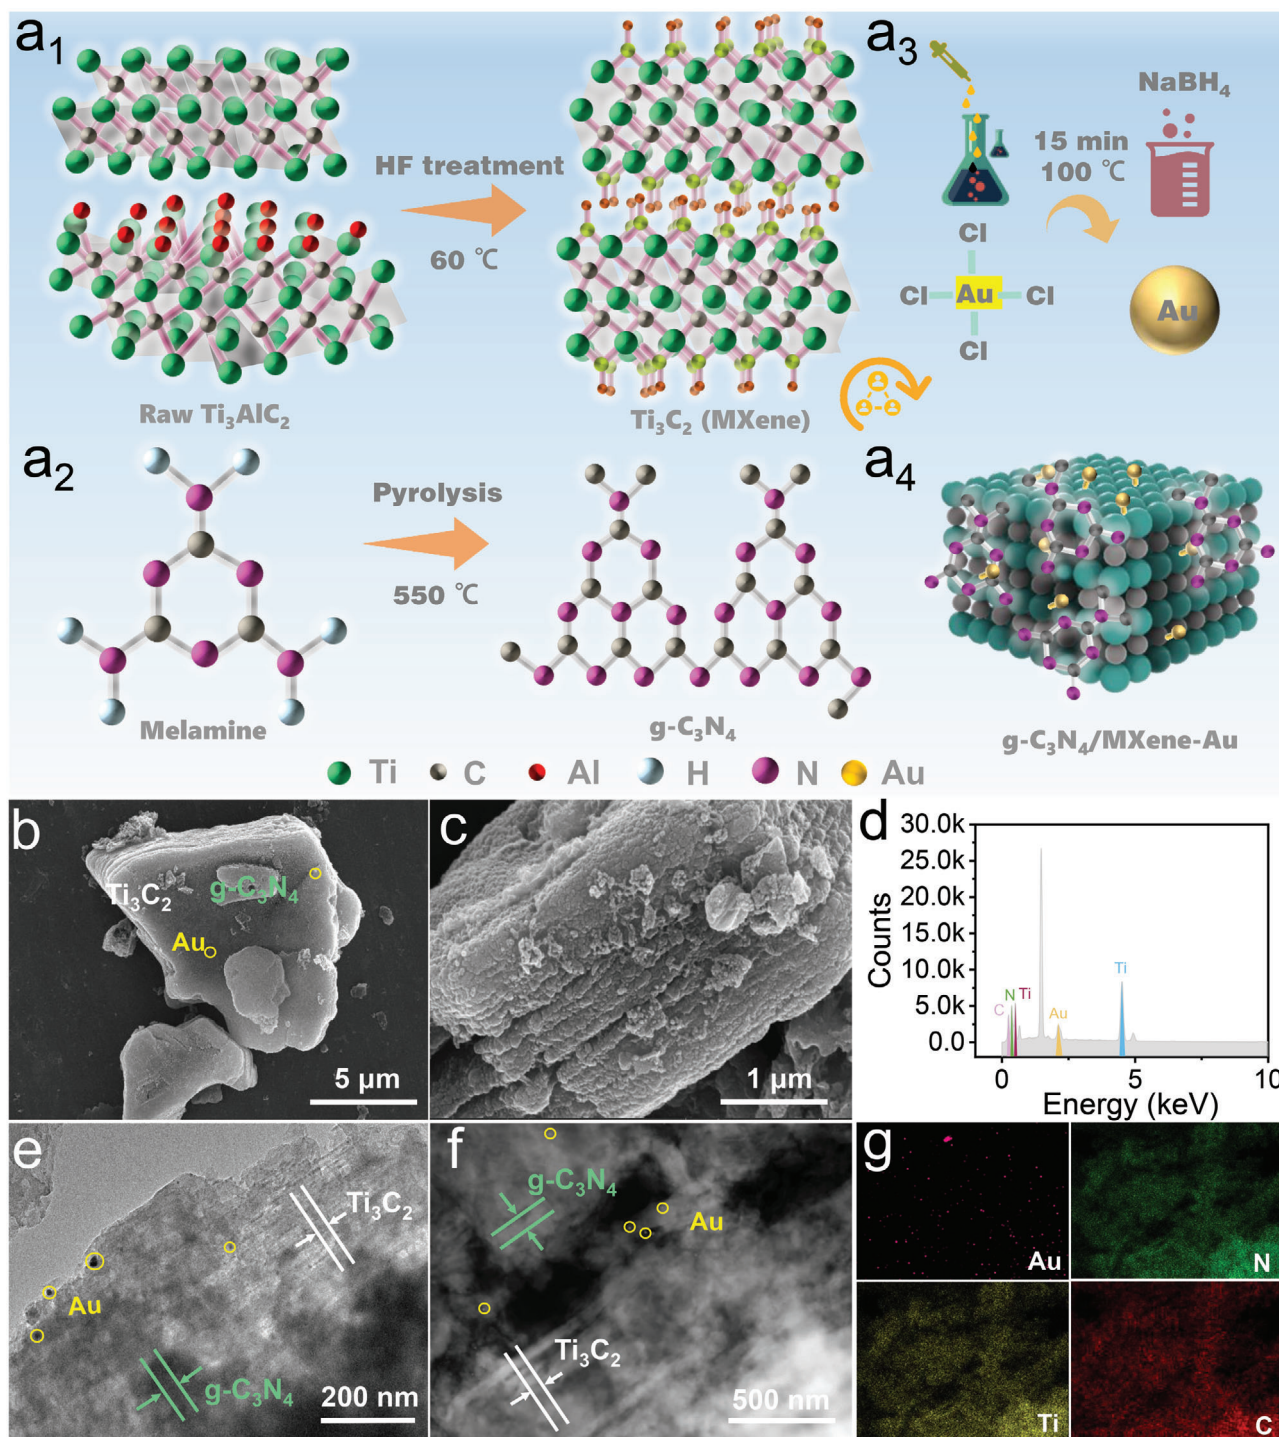 a1
HF treatment
60 ℃
Raw Ti3AlC2
Ti3C2 (MXene)
a3
NaBH4
15 min
100 ℃
Cl
Cl
Au
Cl
Cl
Au
a2
Pyrolysis
550 ℃
Melamine
g-C3N4
a4
g-C3N4/MXene-Au
Ti
C
Al
H
N
Au
b
Ti3C2
g-C3N4
Au
5 µm
c
1 µm
d
30.0k
25.0k
20.0k
15.0k
10.0k
5.0k
0.0
Counts
C
N
Ti
Au
Ti
0
5
10
Energy (keV)
e
Ti3C2
Au
g-C3N4
200 nm
f
g-C3N4
Au
Ti3C2
500 nm
g
Au
N
Ti
C